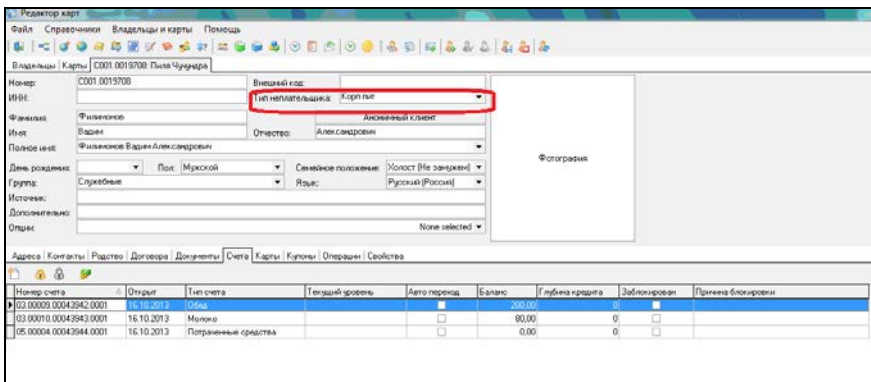 Редактор карт
Файл Справочники Владельцы и карты Помощь
Владельцы Карты C001.0019708: Пила Чучундра
Номер: C001.0019708 Внешний код:
ИНН: Тип неплательщика: Корп.пит
Фамилия: Филимонов Анонимный клиент
Имя: Вадим Отчество: Александрович
Полное имя: Филимонов Вадим Александрович
День рождения: Пол: Мужской Семейное положение: Холост (Не замужем)
Группа: Служебные Язык: Русский (Россия)
Источник:
Дополнительно:
Опции: None selected
Фотография
Адреса Контакты Родство Договора Документы Счета Карты Купоны Операции Свойства
Номер счета Открыт Тип счета Текущий уровень Авто переход Баланс Глубина кредита Заблокирован Причина блокировки
03.00009.00043942.0001 16.10.2013 Обед 200,00 0
03.00010.00043943.0001 16.10.2013 Молоко 80,00 0
05.00004.00043944.0001 16.10.2013 Потраченные средства 0,00 0